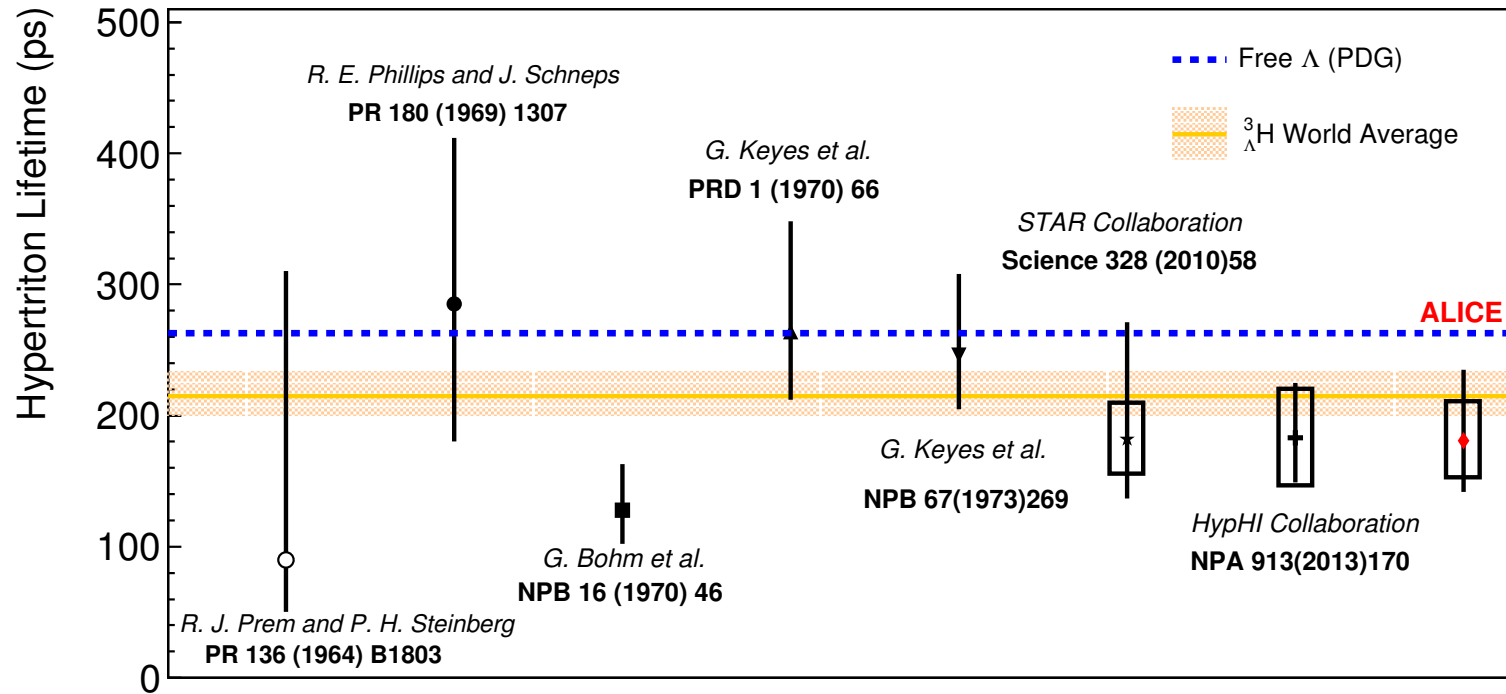 Hypertriton Lifetime (ps)
500
400
300
200
100
0
R. E. Phillips and J. Schneps
PR 180 (1969) 1307
Free Λ (PDG)
³ΛH World Average
G. Keyes et al.
PRD 1 (1970) 66
STAR Collaboration
Science 328 (2010)58
ALICE
G. Keyes et al.
NPB 67(1973)269
HypHI Collaboration
NPA 913(2013)170
G. Bohm et al.
NPB 16 (1970) 46
R. J. Prem and P. H. Steinberg
PR 136 (1964) B1803